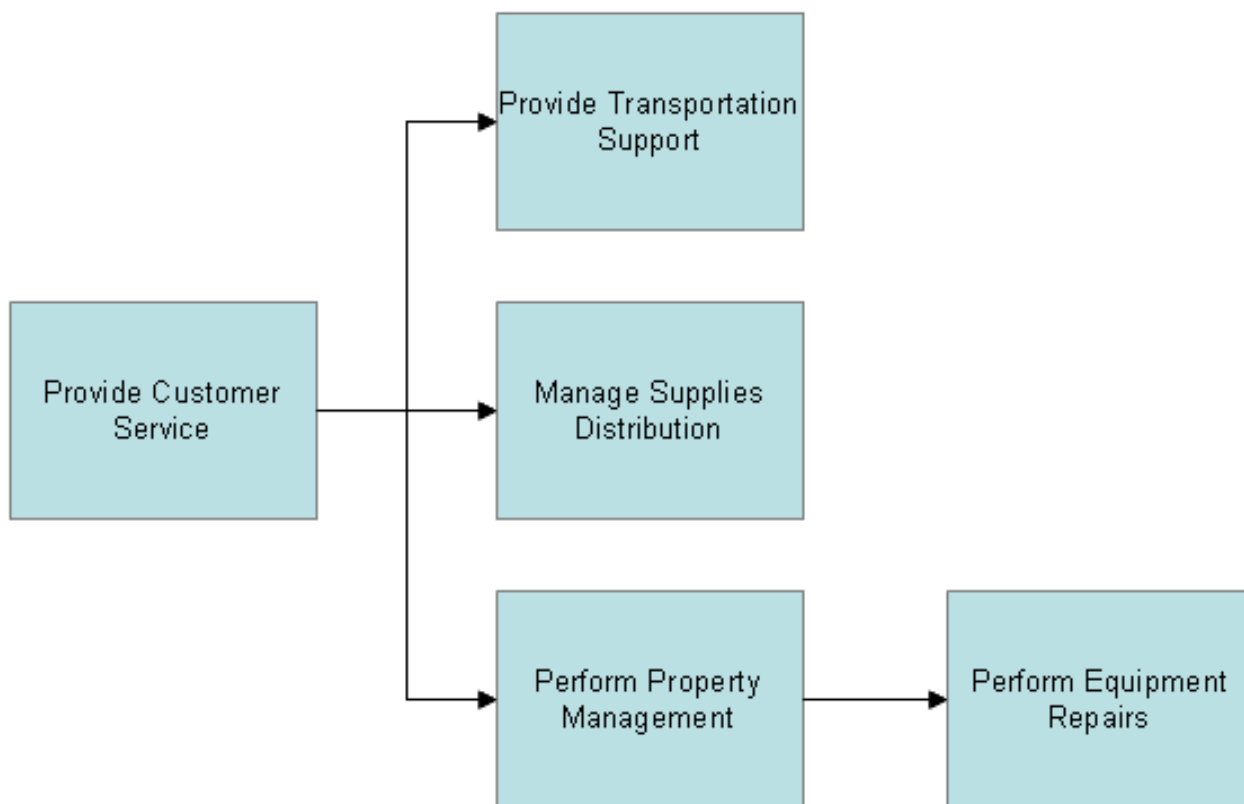 Provide Transportation
Support
Provide Customer
Service
Manage Supplies
Distribution
Perform Property
Management
Perform Equipment
Repairs